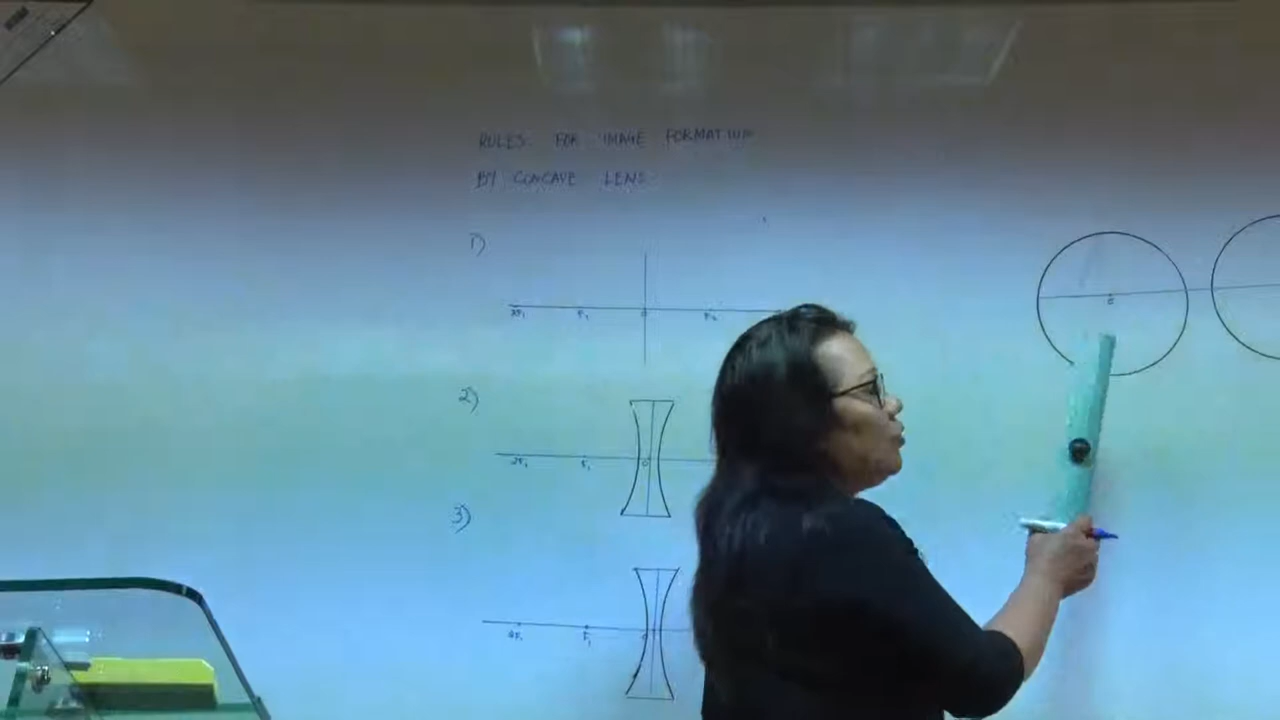 RULES FOR IMAGE FORMATION
BY CONCAVE LENS
1)
2F₁ F₁ O F₂
2)
2F₁ F₁ O
3)
2F₁ F₁
C